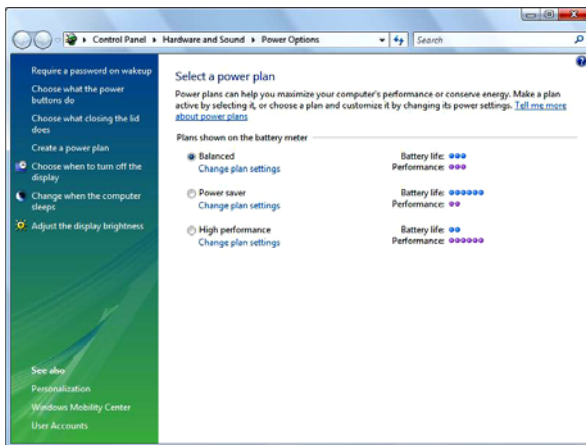 Control Panel Hardware and Sound Power Options Search
Require a password on wakeup
Choose what the power
buttons do
Choose what closing the lid
does
Create a power plan
Choose when to turn off the
display
Change when the computer
sleeps
Adjust the display brightness
See also
Personalization
Windows Mobility Center
User Accounts
Select a power plan
Power plans can help you maximize your computer's performance or conserve energy. Make a plan
active by selecting it, or choose a plan and customize it by changing its power settings. Tell me more
about power plans
Plans shown on the battery meter
Balanced Battery life:
Change plan settings Performance:
Power saver Battery life:
Change plan settings Performance:
High performance Battery life:
Change plan settings Performance: